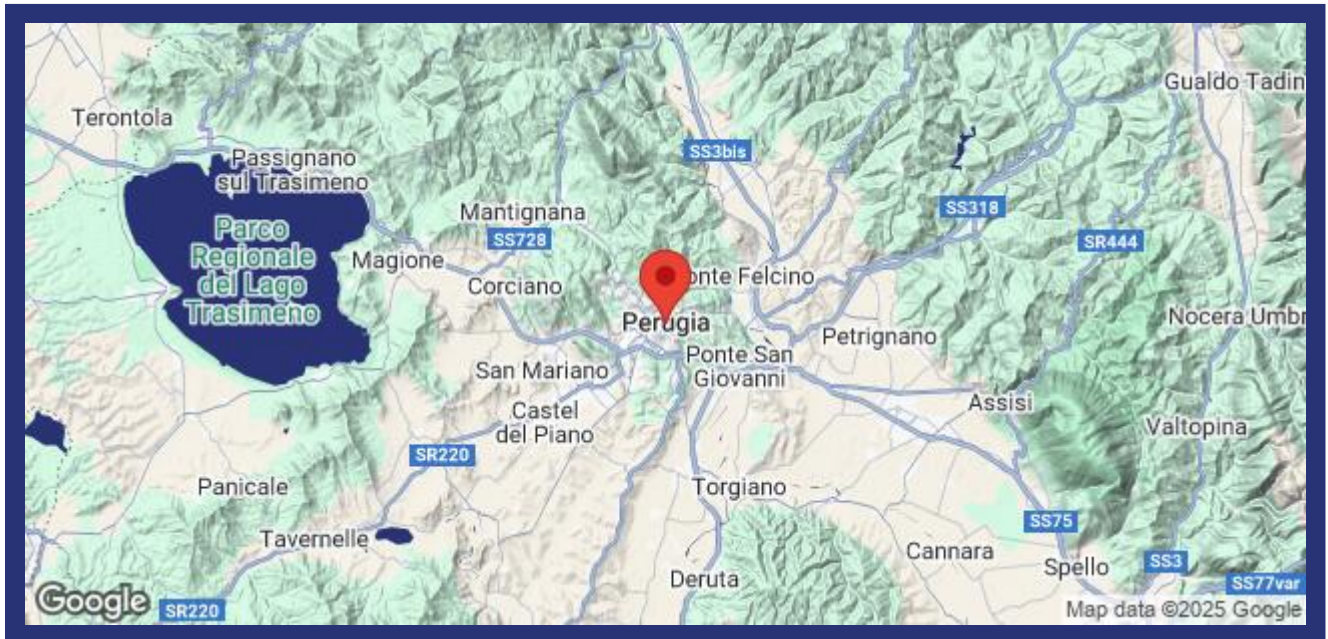 Gualdo Tadin
Terontola
Passignano
sul Trasimeno
SS3bis
Mantignana
SS728
SS318
SR444
Parco
Regionale
del Lago
Trasimeno
Magione
Corciano
onte Felcino
Perugia
Nocera Umbr
Petrignano
Ponte San
Giovanni
San Mariano
Assisi
Castel
del Piano
Valtopina
SR220
Panicale
Torgiano
SS75
Tavernelle
Cannara
Spello
SS3
Deruta
SS77var
Google
SR220
Map data ©2025 Google